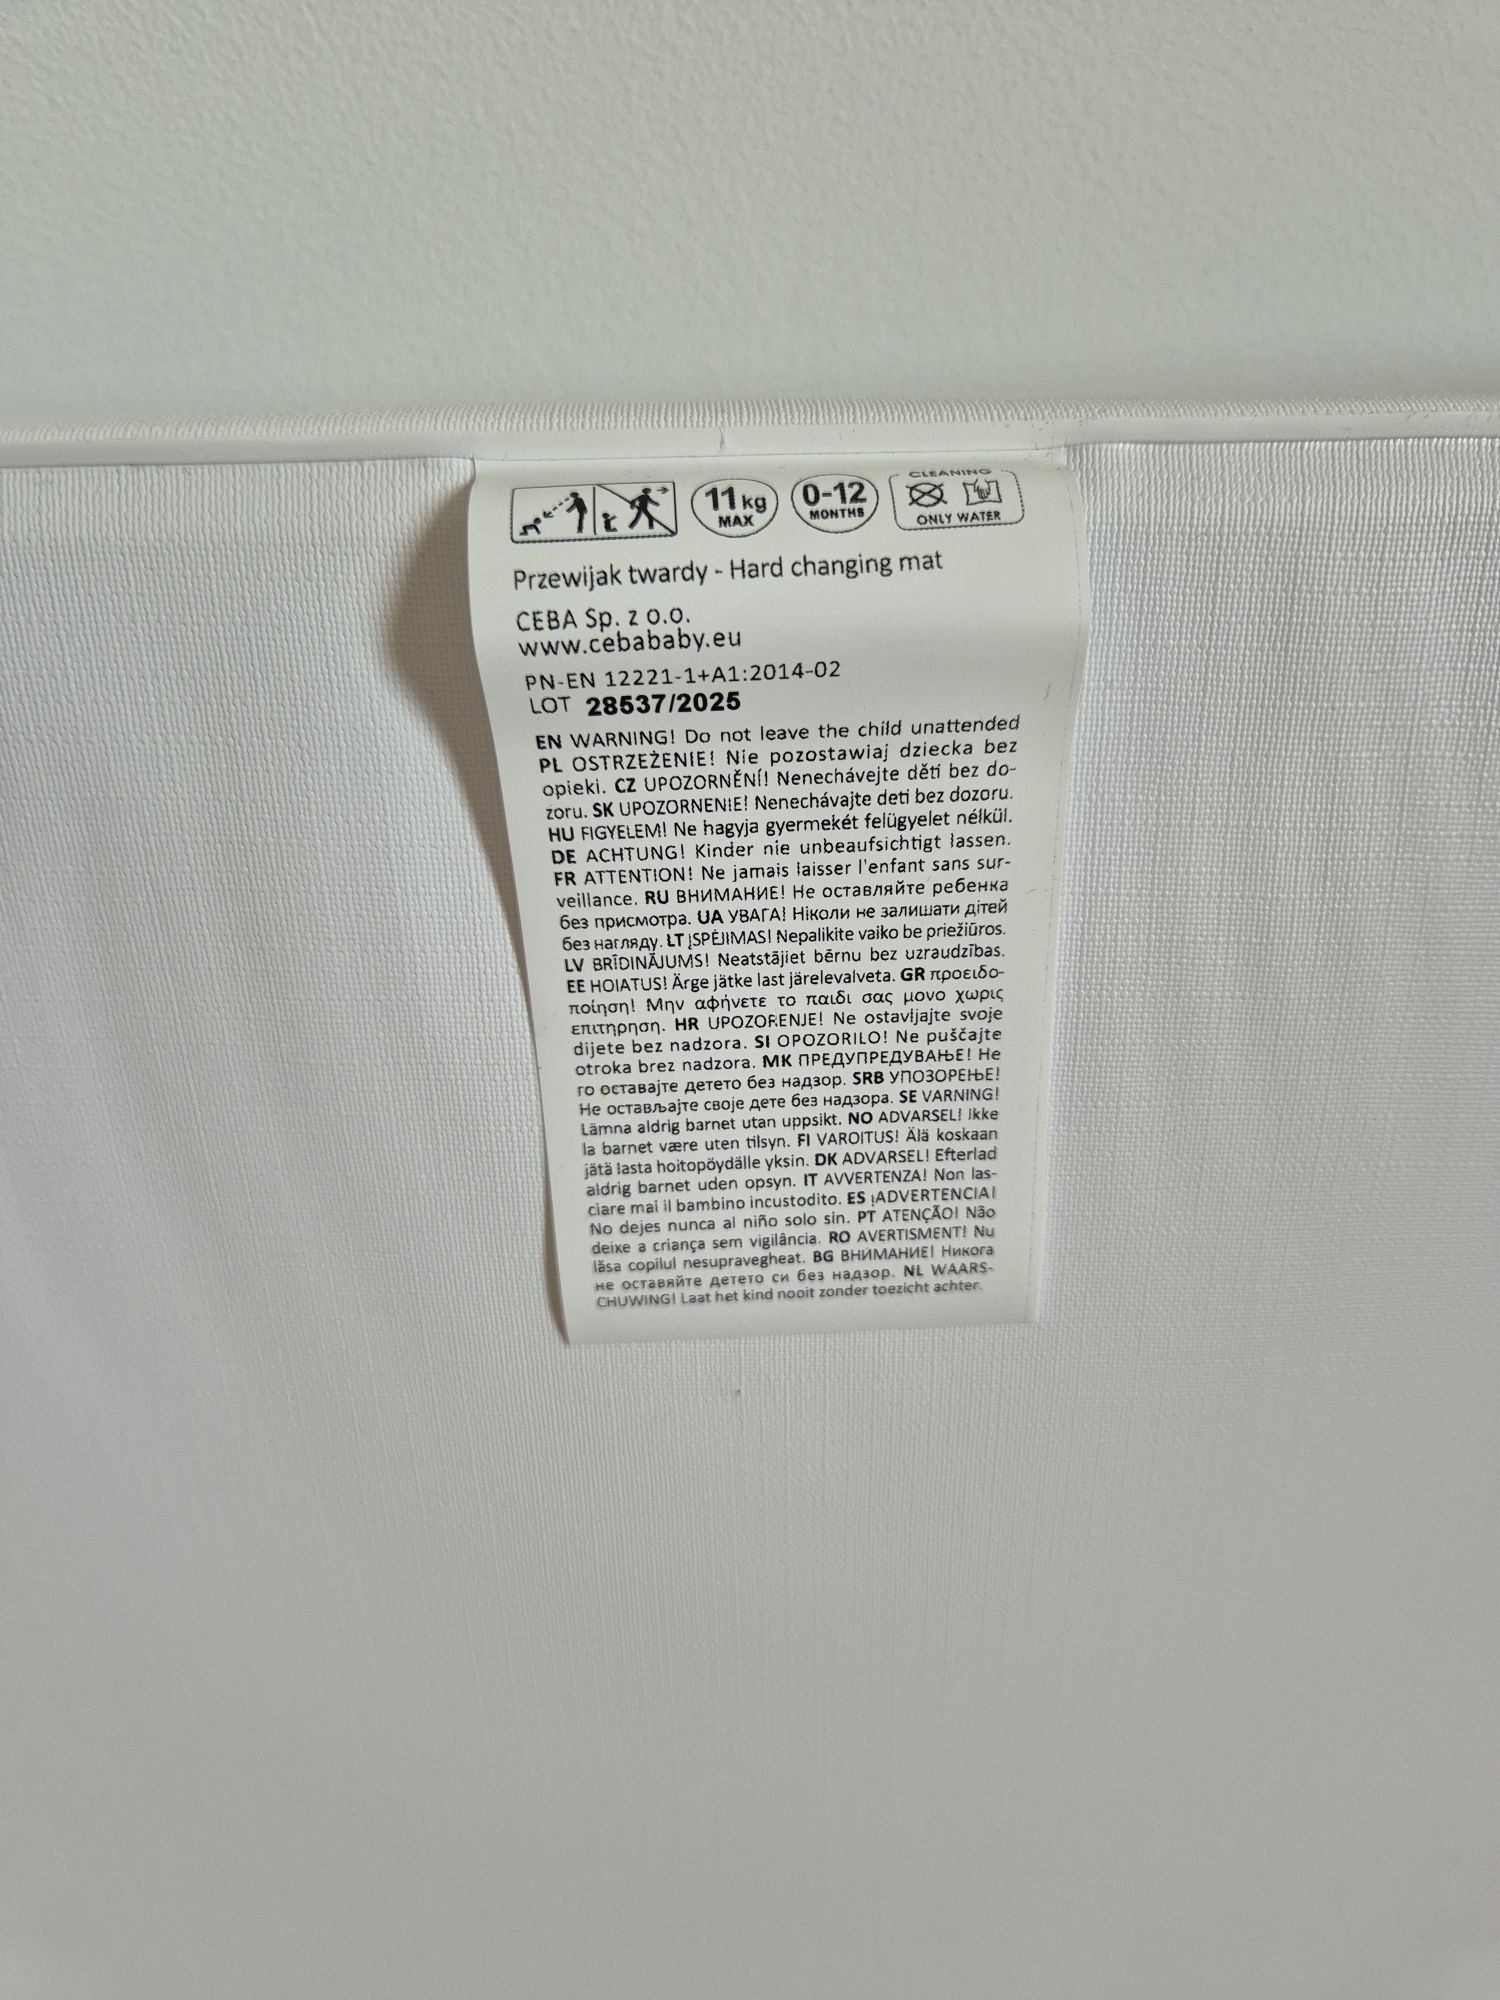 11 kg
MAX
0-12
MONTHS
CLEANING
ONLY WATER
Przewijak twardy - Hard changing mat
CEBA Sp. z o.o.
www.cebababy.eu
PN-EN 12221-1+A1:2014-02
LOT 28537/2025
EN WARNING! Do not leave the child unattended
PL OSTRZEŻENIE! Nie pozostawiaj dziecka bez
opieki. CZ UPOZORNĚNÍ! Nenechávejte děti bez do-
zoru. SK UPOZORNENIE! Nenechávajte deti bez dozoru.
HU FIGYELEM! Ne hagyja gyermekét felügyelet nélkül.
DE ACHTUNG! Kinder nie unbeaufsichtigt lassen.
FR ATTENTION! Ne jamais laisser l'enfant sans sur-
veillance. RU ВНИМАНИЕ! Не оставляйте ребенка
без присмотра. UA УВАГА! Ніколи не залишати дітей
без нагляду. LT ĮSPĖJIMAS! Nepalikite vaiko be priežiūros.
LV BRĪDINĀJUMS! Neatstājiet bērnu bez uzraudzības.
EE HOIATUS! Ärge jätke last järelevalveta. GR προειδο-
ποίηση! Μην αφήνετε το παιδι σας μονο χωρις
επιτηρηση. HR UPOZORENJE! Ne ostavljajte svoje
dijete bez nadzora. SI OPOZORILO! Ne puščajte
otroka brez nadzora. MK ПРЕДУПРЕДУВАЊЕ! Не
го оставајте детето без надзор. SRB УПОЗОРЕЊЕ!
Не остављајте своје дете без надзора. SE VARNING!
Lämna aldrig barnet utan uppsikt. NO ADVARSEL! Ikke
la barnet være uten tilsyn. FI VAROITUS! Älä koskaan
jätä lasta hoitopöydälle yksin. DK ADVARSEL! Efterlad
aldrig barnet uden opsyn. IT AVVERTENZA! Non las-
ciare mai il bambino incustodito. ES ¡ADVERTENCIA!
No dejes nunca al niño solo sin. PT ATENÇÃO! Não
deixe a criança sem vigilância. RO AVERTISMENT! Nu
lăsa copilul nesupravegheat. BG ВНИМАНИЕ! Никога
не оставяйте детето си без надзор. NL WAARS-
CHUWING! Laat het kind nooit zonder toezicht achter.